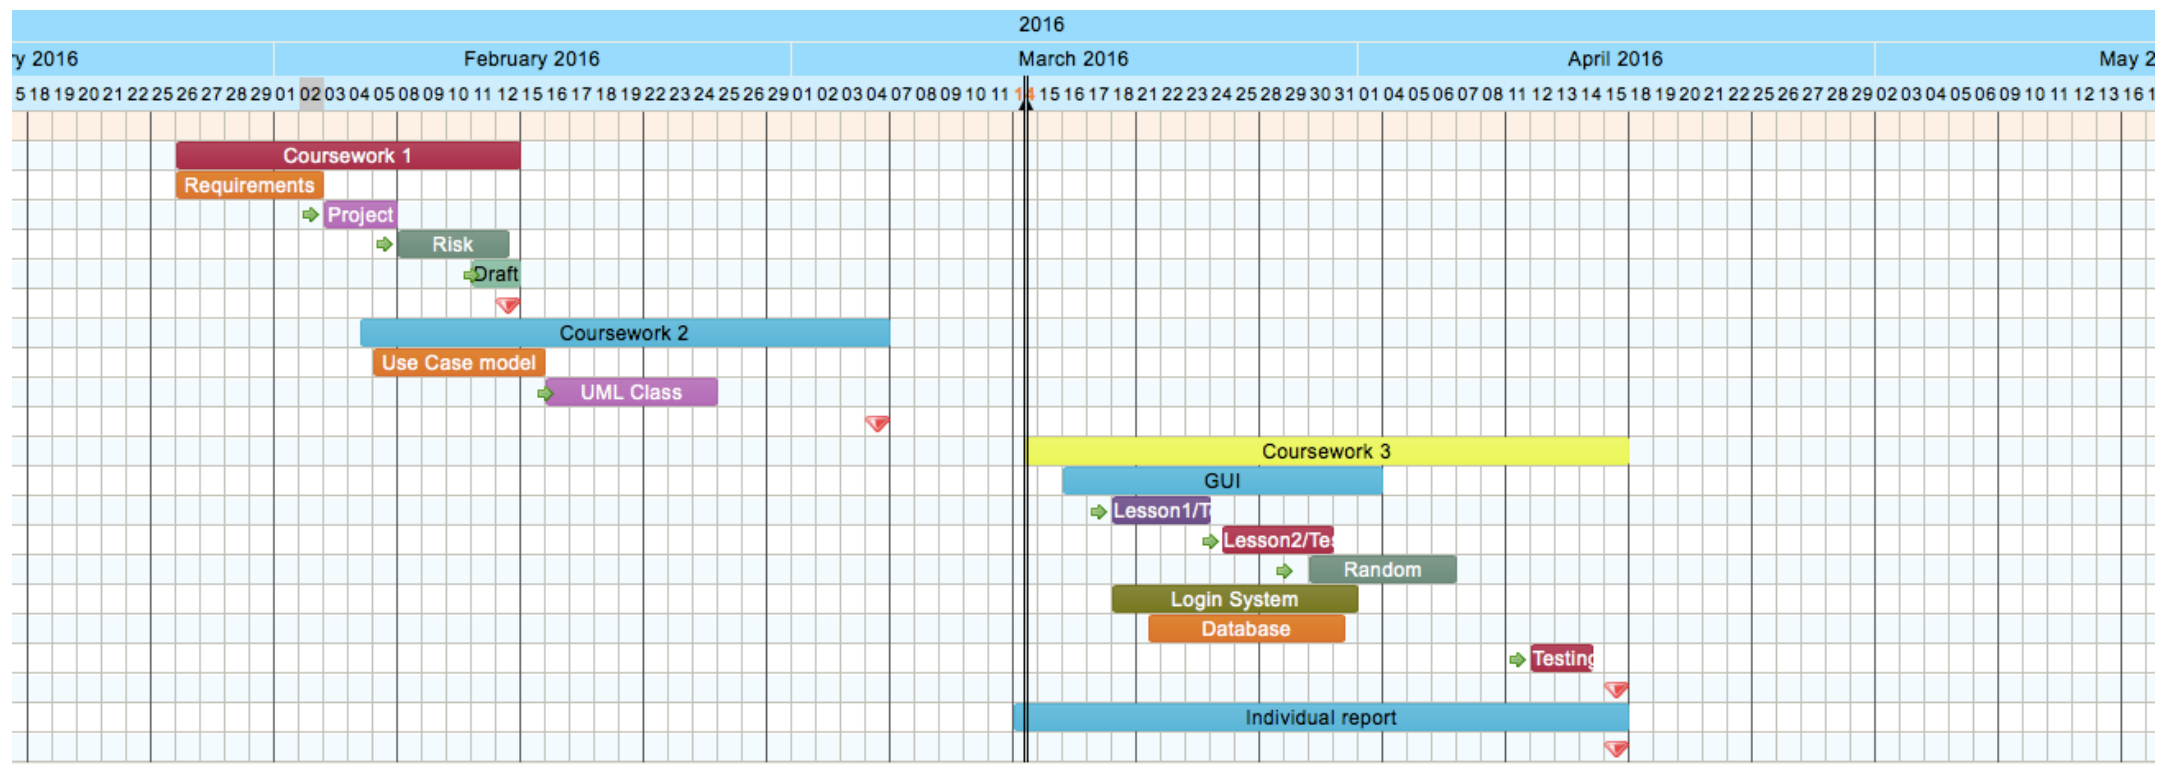 2016
ry 2016 February 2016 March 2016 April 2016 May 2
5 18 19 20 21 22 25 26 27 28 29 01 02 03 04 05 08 09 10 11 12 15 16 17 18 19 22 23 24 25 26 29 01 02 03 04 07 08 09 10 11 14 15 16 17 18 21 22 23 24 25 28 29 30 31 01 04 05 06 07 08 11 12 13 14 15 18 19 20 21 22 25 26 27 28 29 02 03 04 05 06 09 10 11 12 13 16 1
Coursework 1
Requirements
Project
Risk
Draft
Coursework 2
Use Case model
UML Class
Coursework 3
GUI
Lesson1/T
Lesson2/Tes
Random
Login System
Database
Testing
Individual report